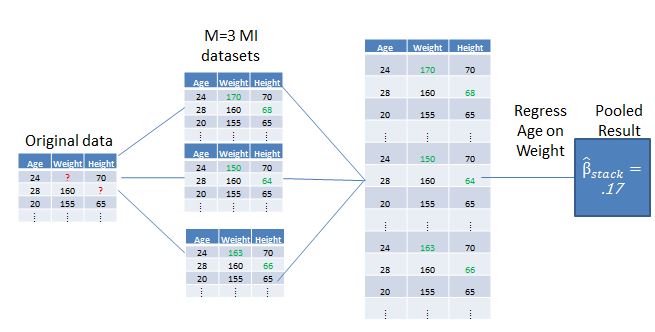 M=3 MI
datasets
Original data
Age Weight Height
24 ? 70
28 160 ?
20 155 65
⋮ ⋮ ⋮
Age Weight Height
24 170 70
28 160 68
20 155 65
⋮ ⋮ ⋮
Age Weight Height
24 150 70
28 160 64
20 155 65
⋮ ⋮ ⋮
Age Weight Height
24 163 70
28 160 66
20 155 65
⋮ ⋮ ⋮
Age Weight Height
24 170 70
28 160 68
20 155 65
⋮ ⋮ ⋮
24 150 70
28 160 64
20 155 65
⋮ ⋮ ⋮
24 163 70
28 160 66
20 155 65
⋮ ⋮ ⋮
Regress
Age on
Weight
Pooled
Result
β̂stack =
.17